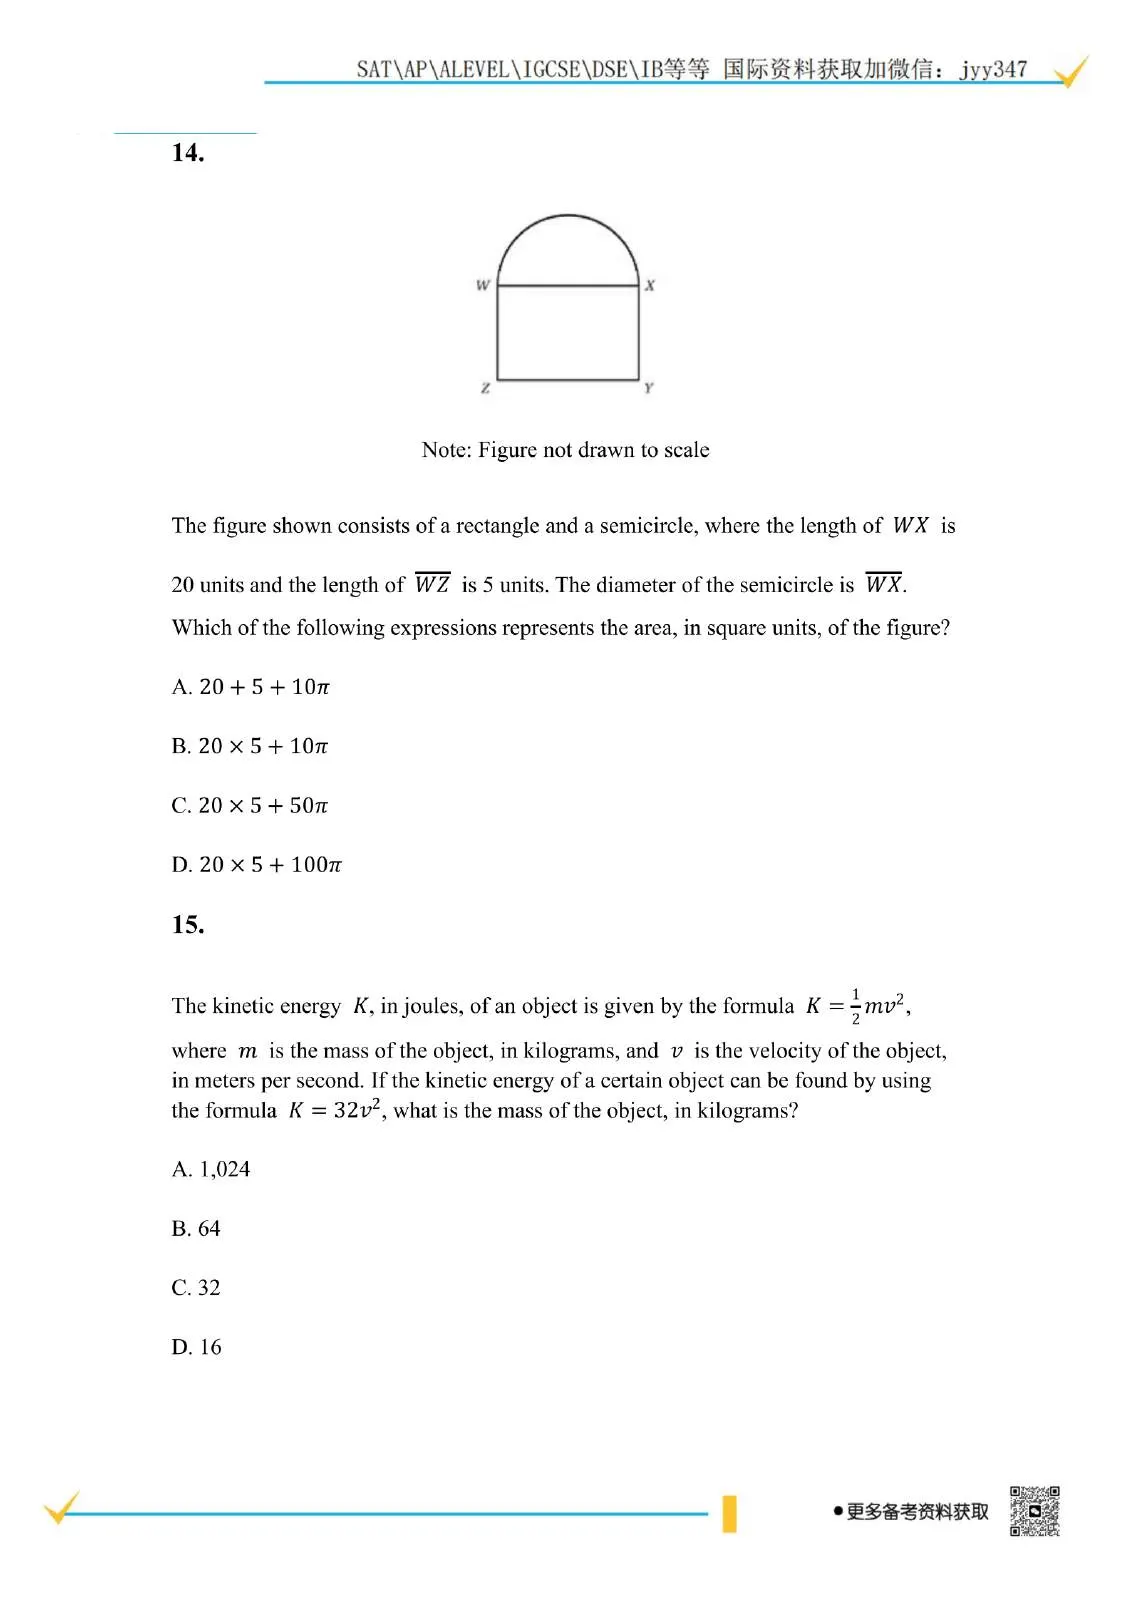 SAT\AP\ALEVEL\IGCSE\DSE\IB等等 国际资料获取加微信：jyy347
14.
W X
Z Y
Note: Figure not drawn to scale
The figure shown consists of a rectangle and a semicircle, where the length of WX is
20 units and the length of \overline{WZ} is 5 units. The diameter of the semicircle is \overline{WX}.
Which of the following expressions represents the area, in square units, of the figure?
A. 20 + 5 + 10π
B. 20 × 5 + 10π
C. 20 × 5 + 50π
D. 20 × 5 + 100π
15.
The kinetic energy K, in joules, of an object is given by the formula K = \frac{1}{2}mv²,
where m is the mass of the object, in kilograms, and v is the velocity of the object,
in meters per second. If the kinetic energy of a certain object can be found by using
the formula K = 32v², what is the mass of the object, in kilograms?
A. 1,024
B. 64
C. 32
D. 16
●更多备考资料获取